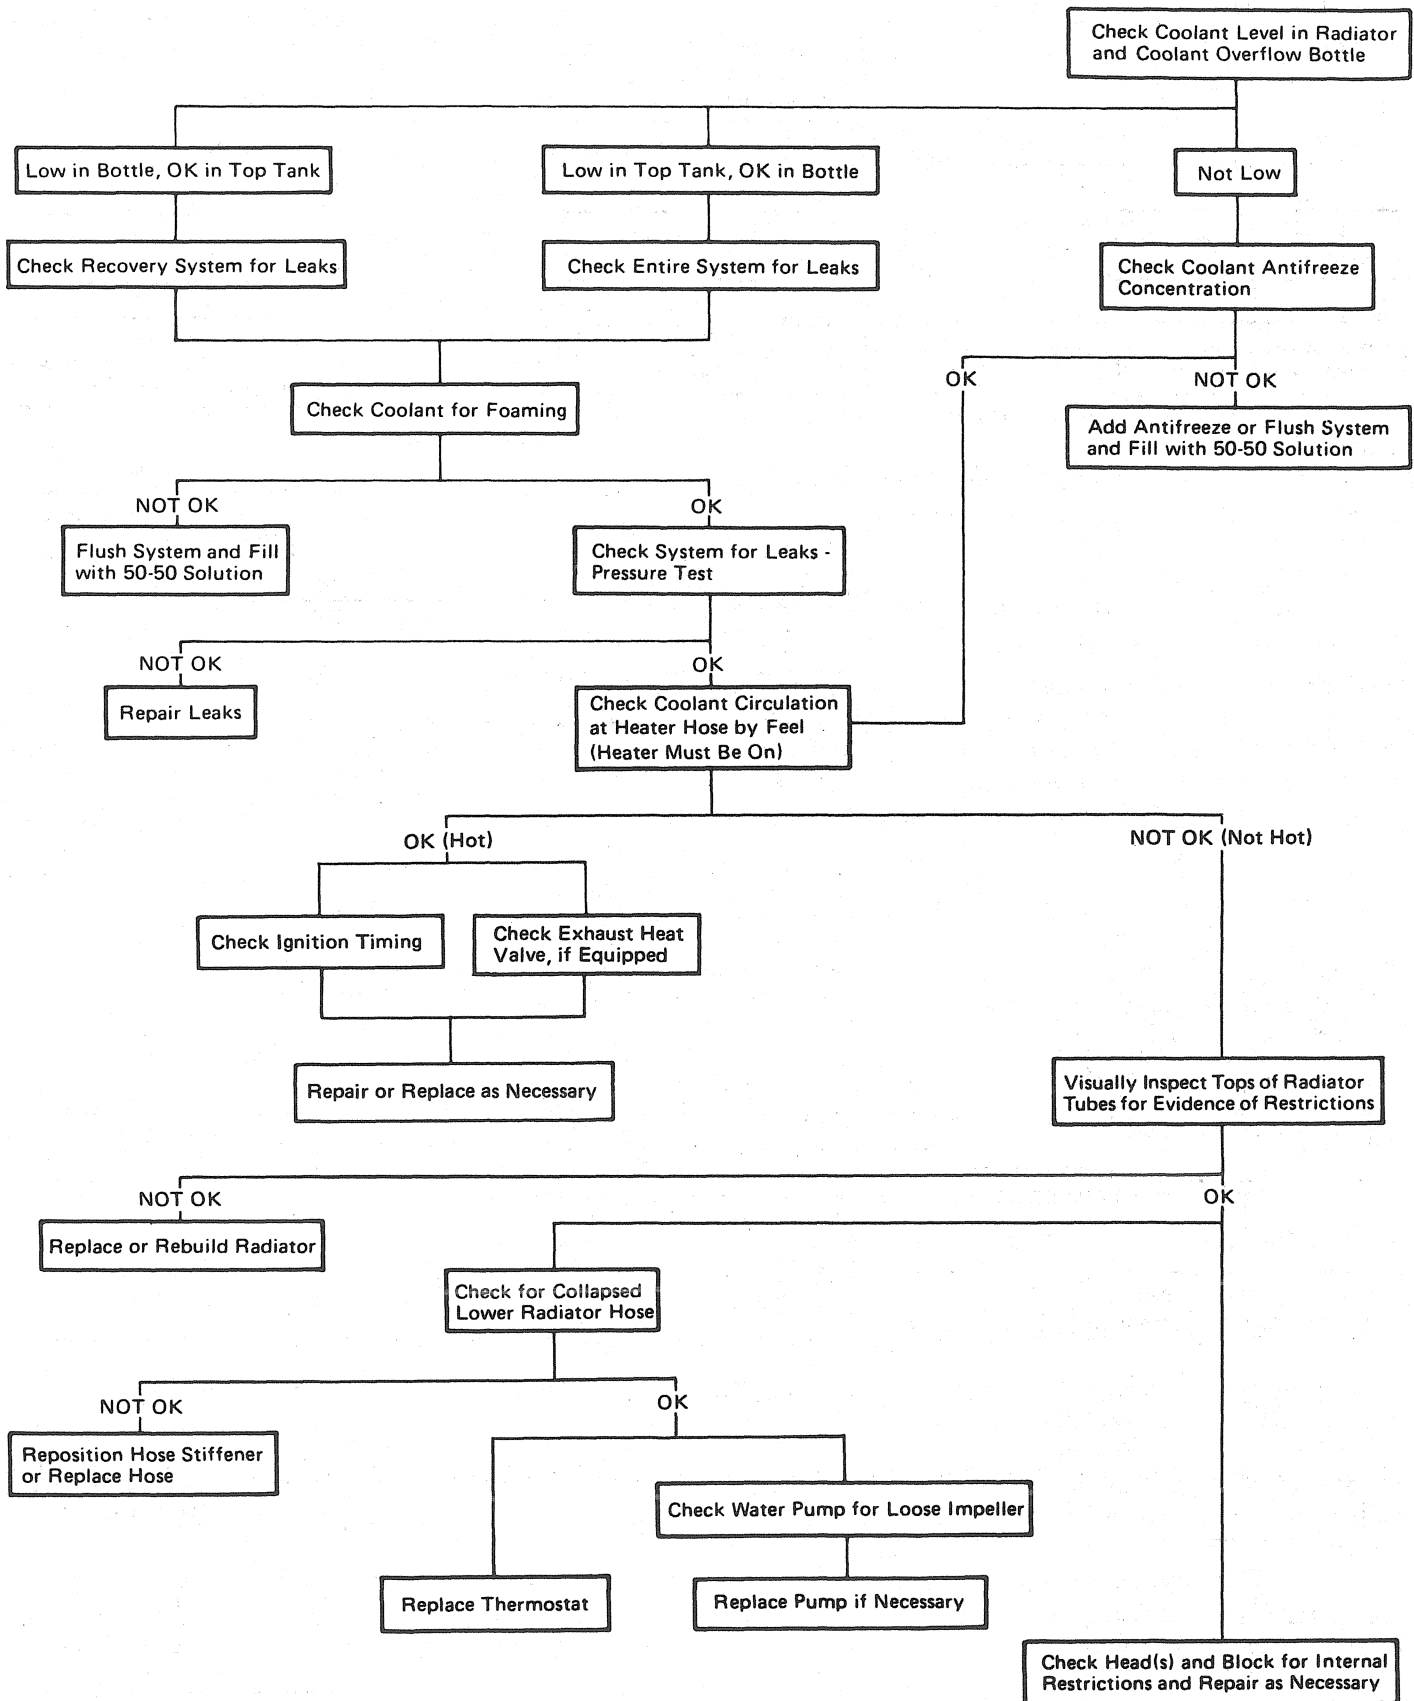 Check Coolant Level in Radiator
and Coolant Overflow Bottle
Low in Bottle, OK in Top Tank
Low in Top Tank, OK in Bottle
Not Low
Check Recovery System for Leaks
Check Entire System for Leaks
Check Coolant Antifreeze
Concentration
OK
NOT OK
Check Coolant for Foaming
Add Antifreeze or Flush System
and Fill with 50-50 Solution
NOT OK
OK
Flush System and Fill
with 50-50 Solution
Check System for Leaks -
Pressure Test
NOT OK
OK
Repair Leaks
Check Coolant Circulation
at Heater Hose by Feel
(Heater Must Be On)
OK (Hot)
NOT OK (Not Hot)
Check Ignition Timing
Check Exhaust Heat
Valve, if Equipped
Repair or Replace as Necessary
Visually Inspect Tops of Radiator
Tubes for Evidence of Restrictions
NOT OK
OK
Replace or Rebuild Radiator
Check for Collapsed
Lower Radiator Hose
NOT OK
OK
Reposition Hose Stiffener
or Replace Hose
Check Water Pump for Loose Impeller
Replace Thermostat
Replace Pump if Necessary
Check Head(s) and Block for Internal
Restrictions and Repair as Necessary